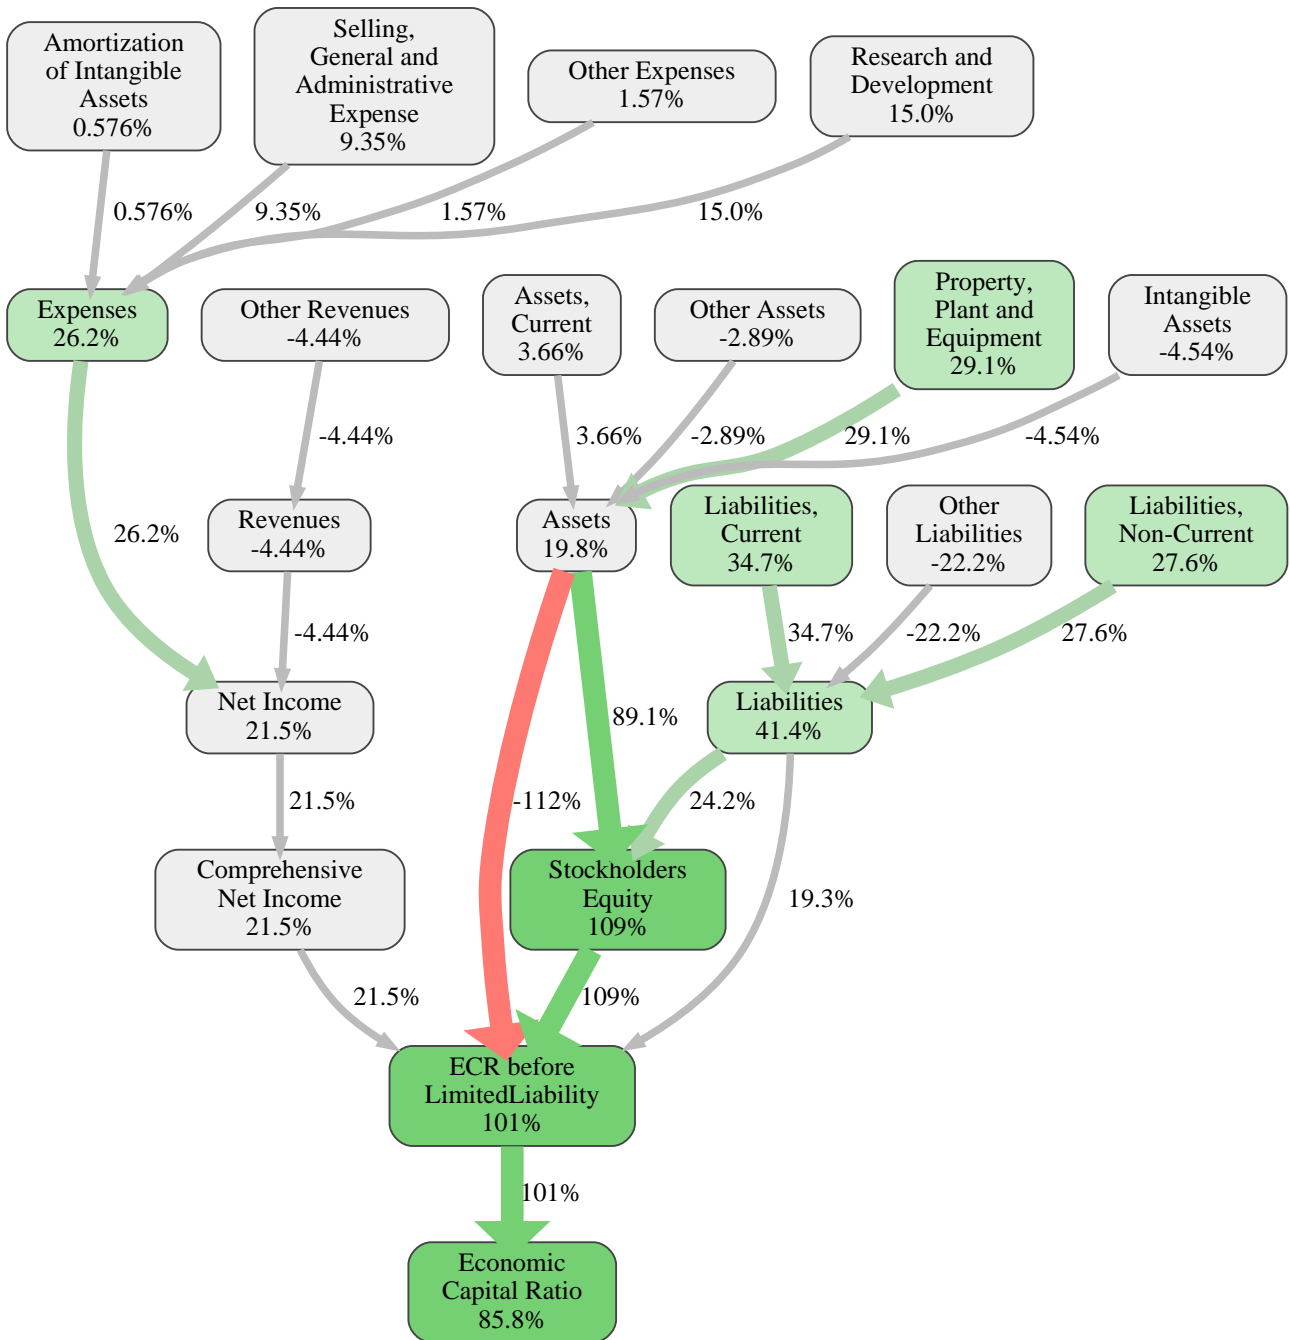 Amortization
of Intangible
Assets
0.576%
Selling,
General and
Administrative
Expense
9.35%
Other Expenses
1.57%
Research and
Development
15.0%
0.576%
9.35%
1.57%
15.0%
Expenses
26.2%
Other Revenues
-4.44%
Assets,
Current
3.66%
Other Assets
-2.89%
Property,
Plant and
Equipment
29.1%
Intangible
Assets
-4.54%
-4.44%
3.66%
-2.89%
29.1%
-4.54%
26.2%
Revenues
-4.44%
Assets
19.8%
Liabilities,
Current
34.7%
Other
Liabilities
-22.2%
Liabilities,
Non-Current
27.6%
-4.44%
34.7%
-22.2%
27.6%
Net Income
21.5%
89.1%
Liabilities
41.4%
21.5%
-112%
24.2%
Comprehensive
Net Income
21.5%
Stockholders
Equity
109%
19.3%
21.5%
109%
ECR before
LimitedLiability
101%
101%
Economic
Capital Ratio
85.8%